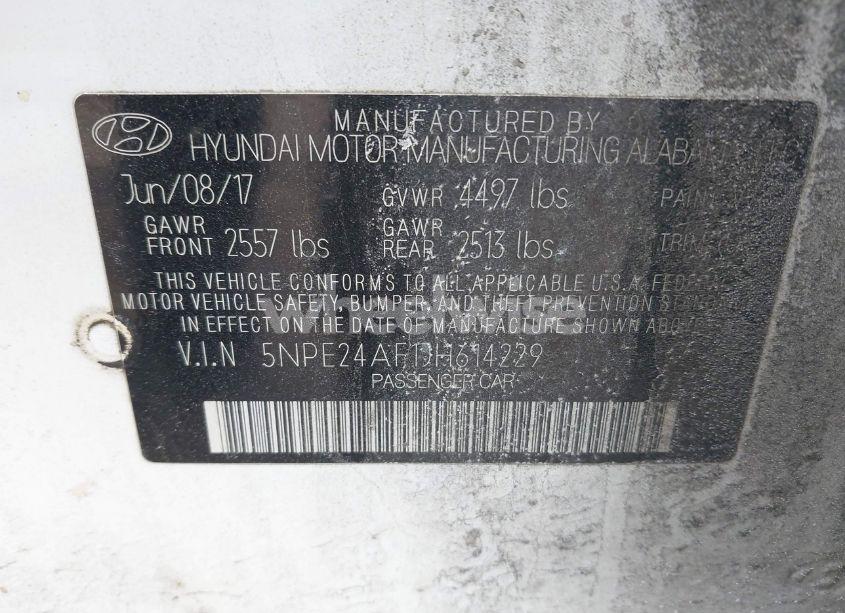 MANUFACTURED BY
HYUNDAI MOTOR MANUFACTURING
Jun/08/17 GVWR 4497 lbs
GAWR FRONT 2557 lbs GAWR REAR 2513 lbs
THIS VEHICLE CONFORMS TO ALL APPLICABLE U.S.A.
MOTOR VEHICLE SAFETY, BUMPER, AND THEFT PREVENTION
IN EFFECT ON THE DATE OF MANUFACTURE SHOWN ABOVE
V.I.N 5NPE24AF1JH614229
PASSENGER CAR